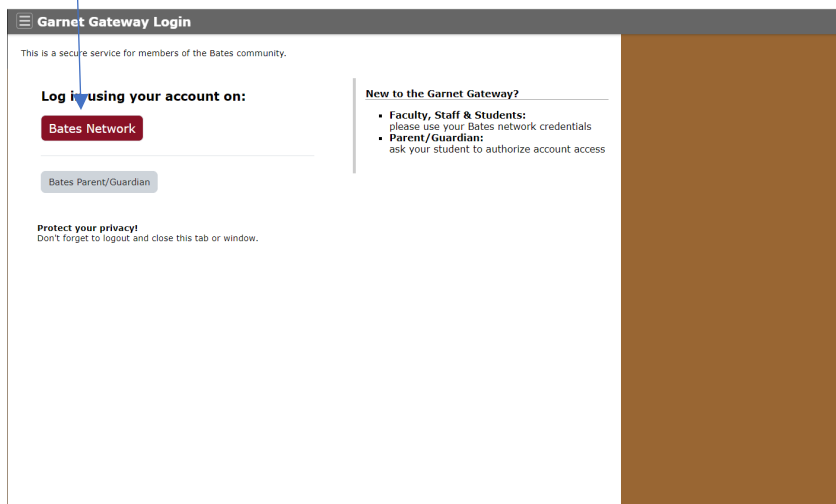 Garnet Gateway Login
This is a secure service for members of the Bates community.
Log in using your account on:
Bates Network
Bates Parent/Guardian
Protect your privacy!
Don't forget to logout and close this tab or window.
New to the Garnet Gateway?
Faculty, Staff & Students:
please use your Bates network credentials
Parent/Guardian:
ask your student to authorize account access